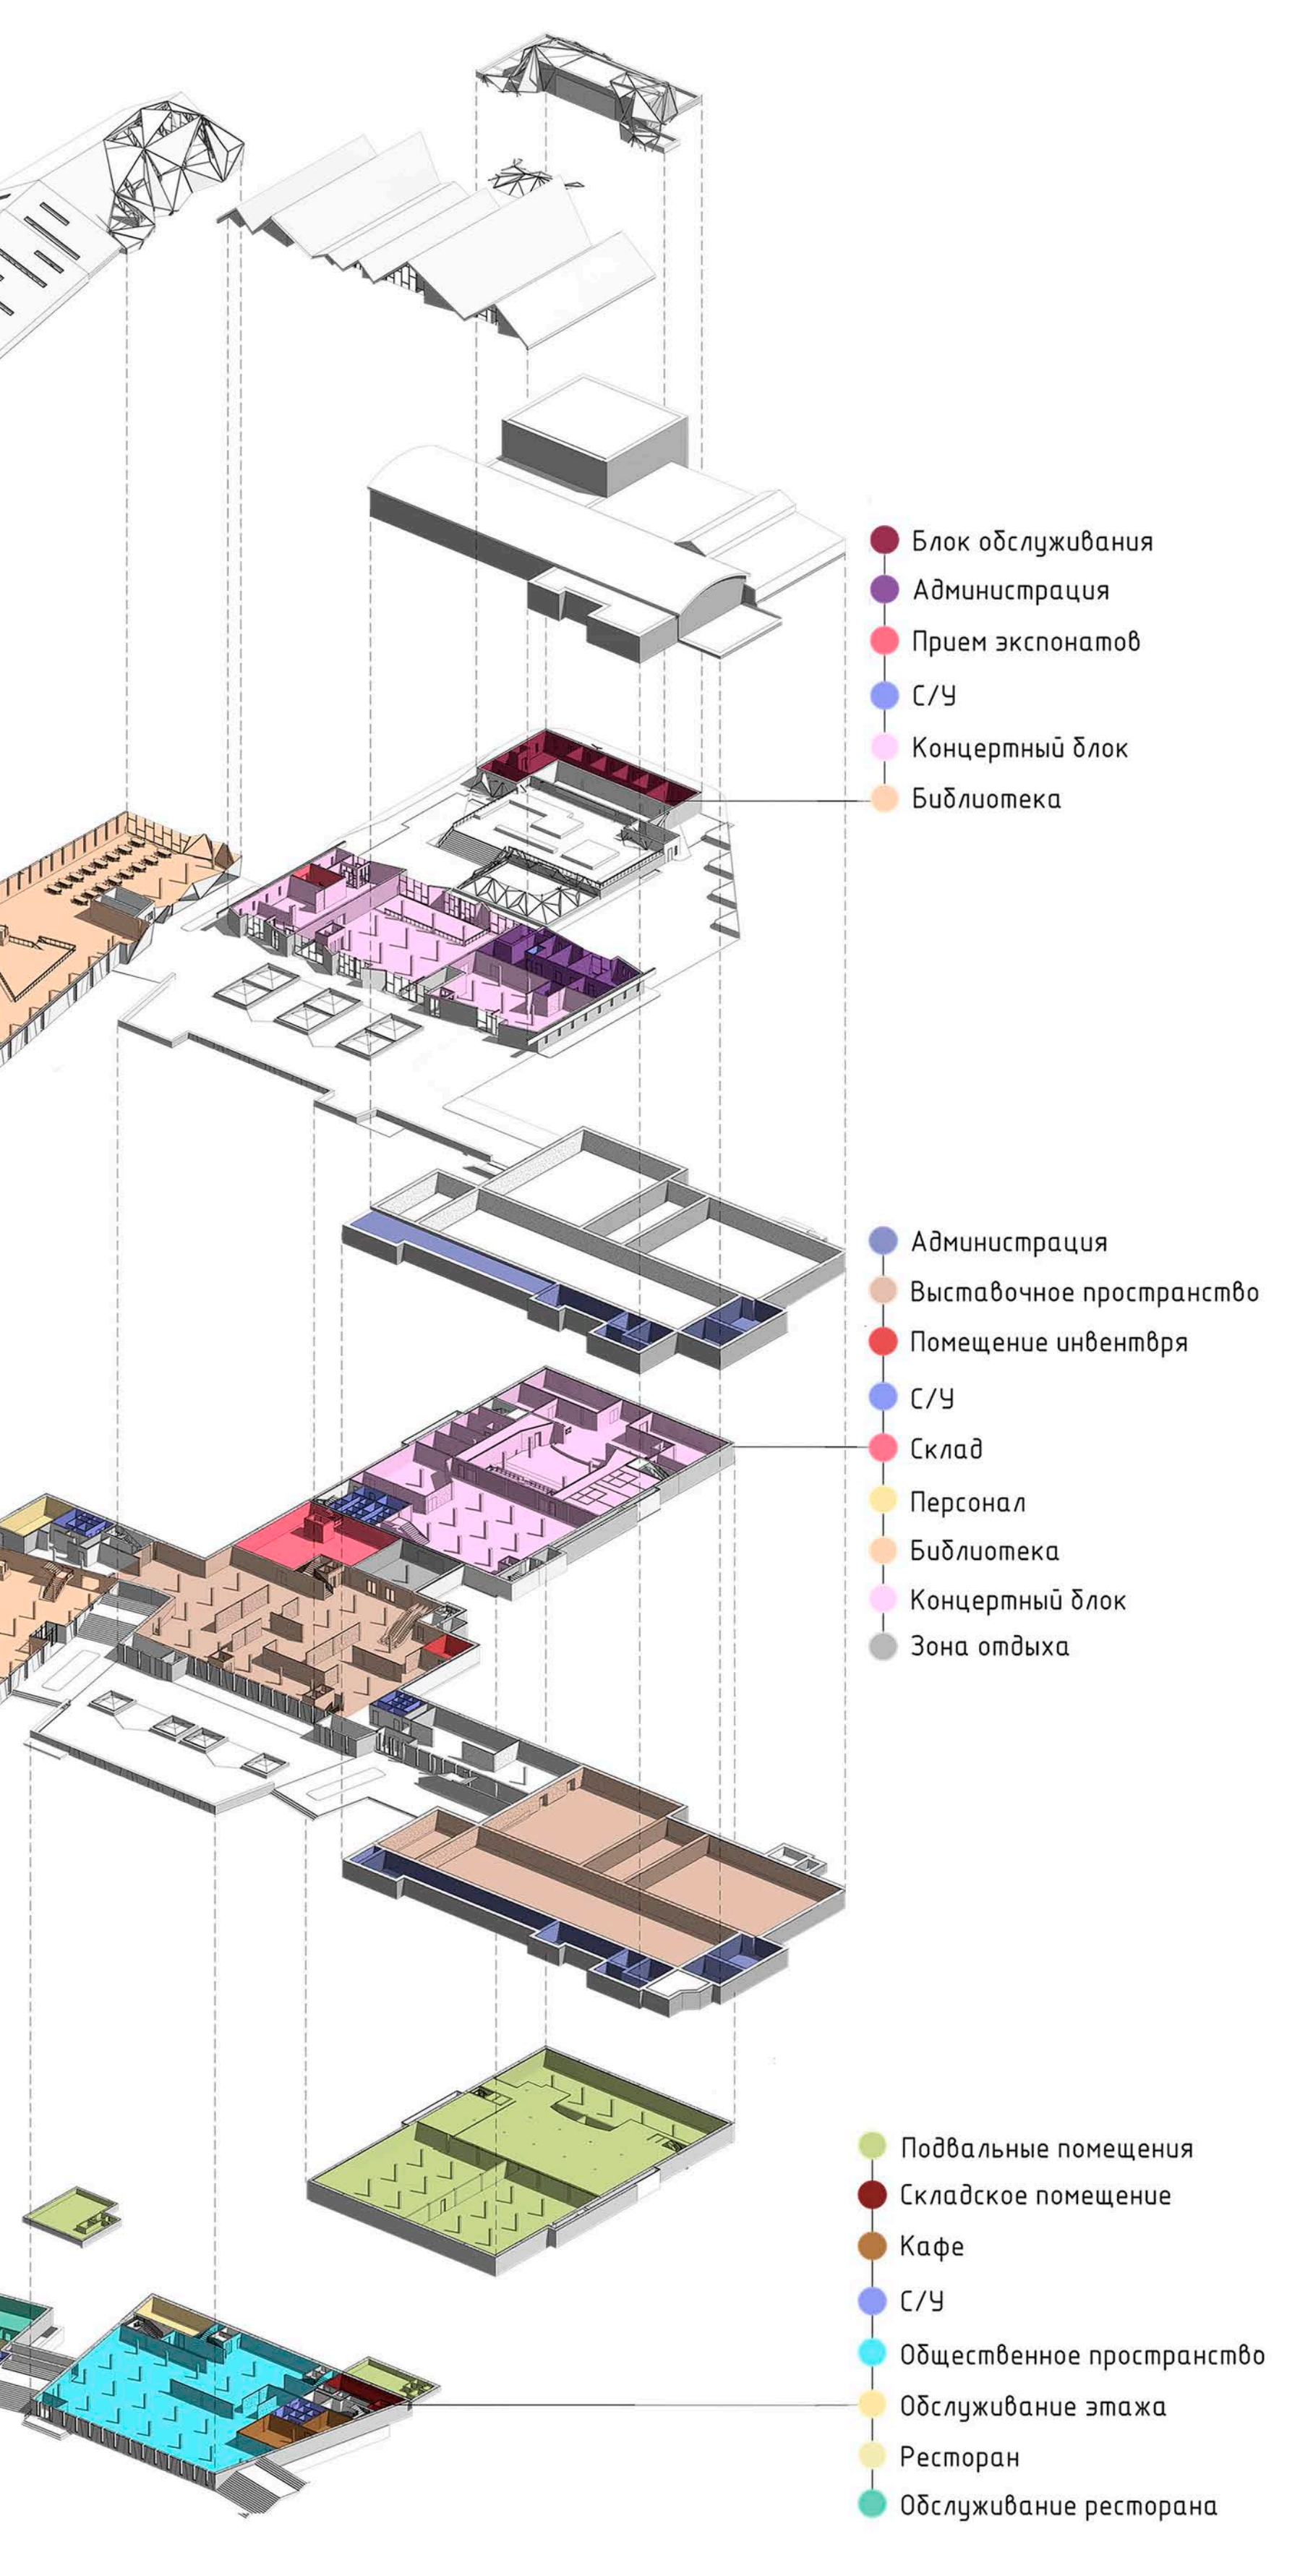 Блок обслуживания
Администрация
Прием экспонатов
С/У
Концертный блок
Библиотека
Администрация
Выставочное пространство
Помещение инвентвря
С/У
Склад
Персонал
Библиотека
Концертный блок
Зона отдыха
Подвальные помещения
Складское помещение
Кафе
С/У
Общественное пространство
Обслуживание этажа
Ресторан
Обслуживание ресторана